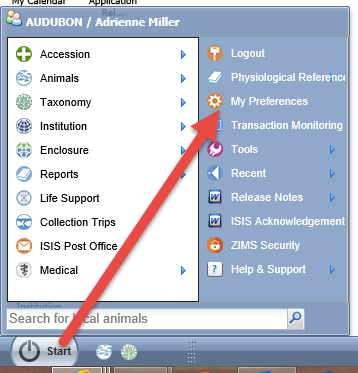 My Calendar Application
AUDUBON / Adrienne Miller
Accession
Animals
Taxonomy
Institution
Enclosure
Reports
Life Support
Collection Trips
ISIS Post Office
Medical
Logout
Physiological Referenc
My Preferences
Transaction Monitoring
Tools
Recent
Release Notes
ISIS Acknowledgement
ZIMS Security
Help & Support
Institution
Search for local animals
Start